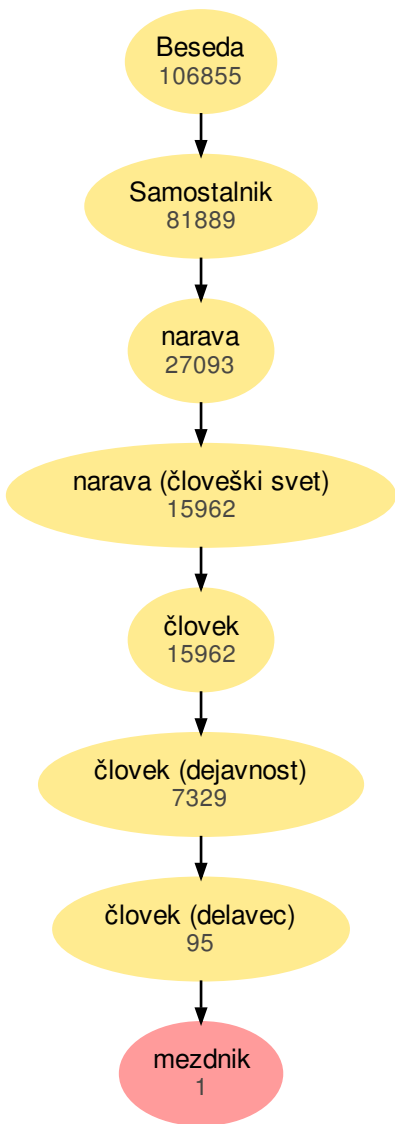 Beseda
106855
Samostalnik
81889
narava
27093
narava (človeški svet)
15962
človek
15962
človek (dejavnost)
7329
človek (delavec)
95
mezdnik
1